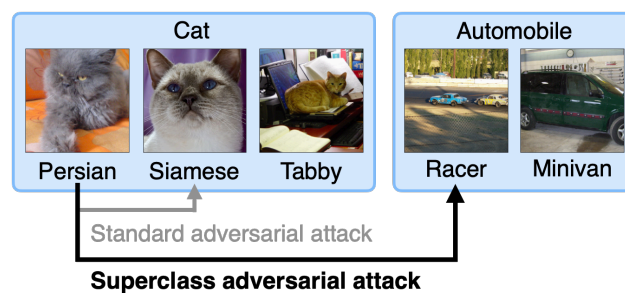 Cat
Automobile
Persian
Siamese
Tabby
Racer
Minivan
Standard adversarial attack
Superclass adversarial attack